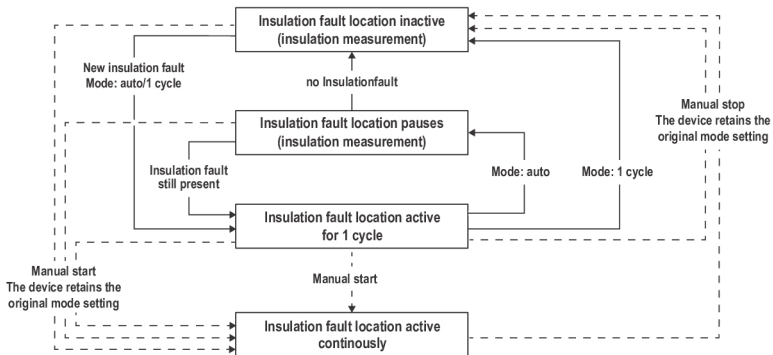 Insulation fault location inactive
(insulation measurement)
New insulation fault
Mode: auto/1 cycle
no Insulationfault
Manual stop
The device retains the
original mode setting
Insulation fault location pauses
(insulation measurement)
Insulation fault
still present
Mode: auto
Mode: 1 cycle
Insulation fault location active
for 1 cycle
Manual start
The device retains the
original mode setting
Manual start
Insulation fault location active
continously